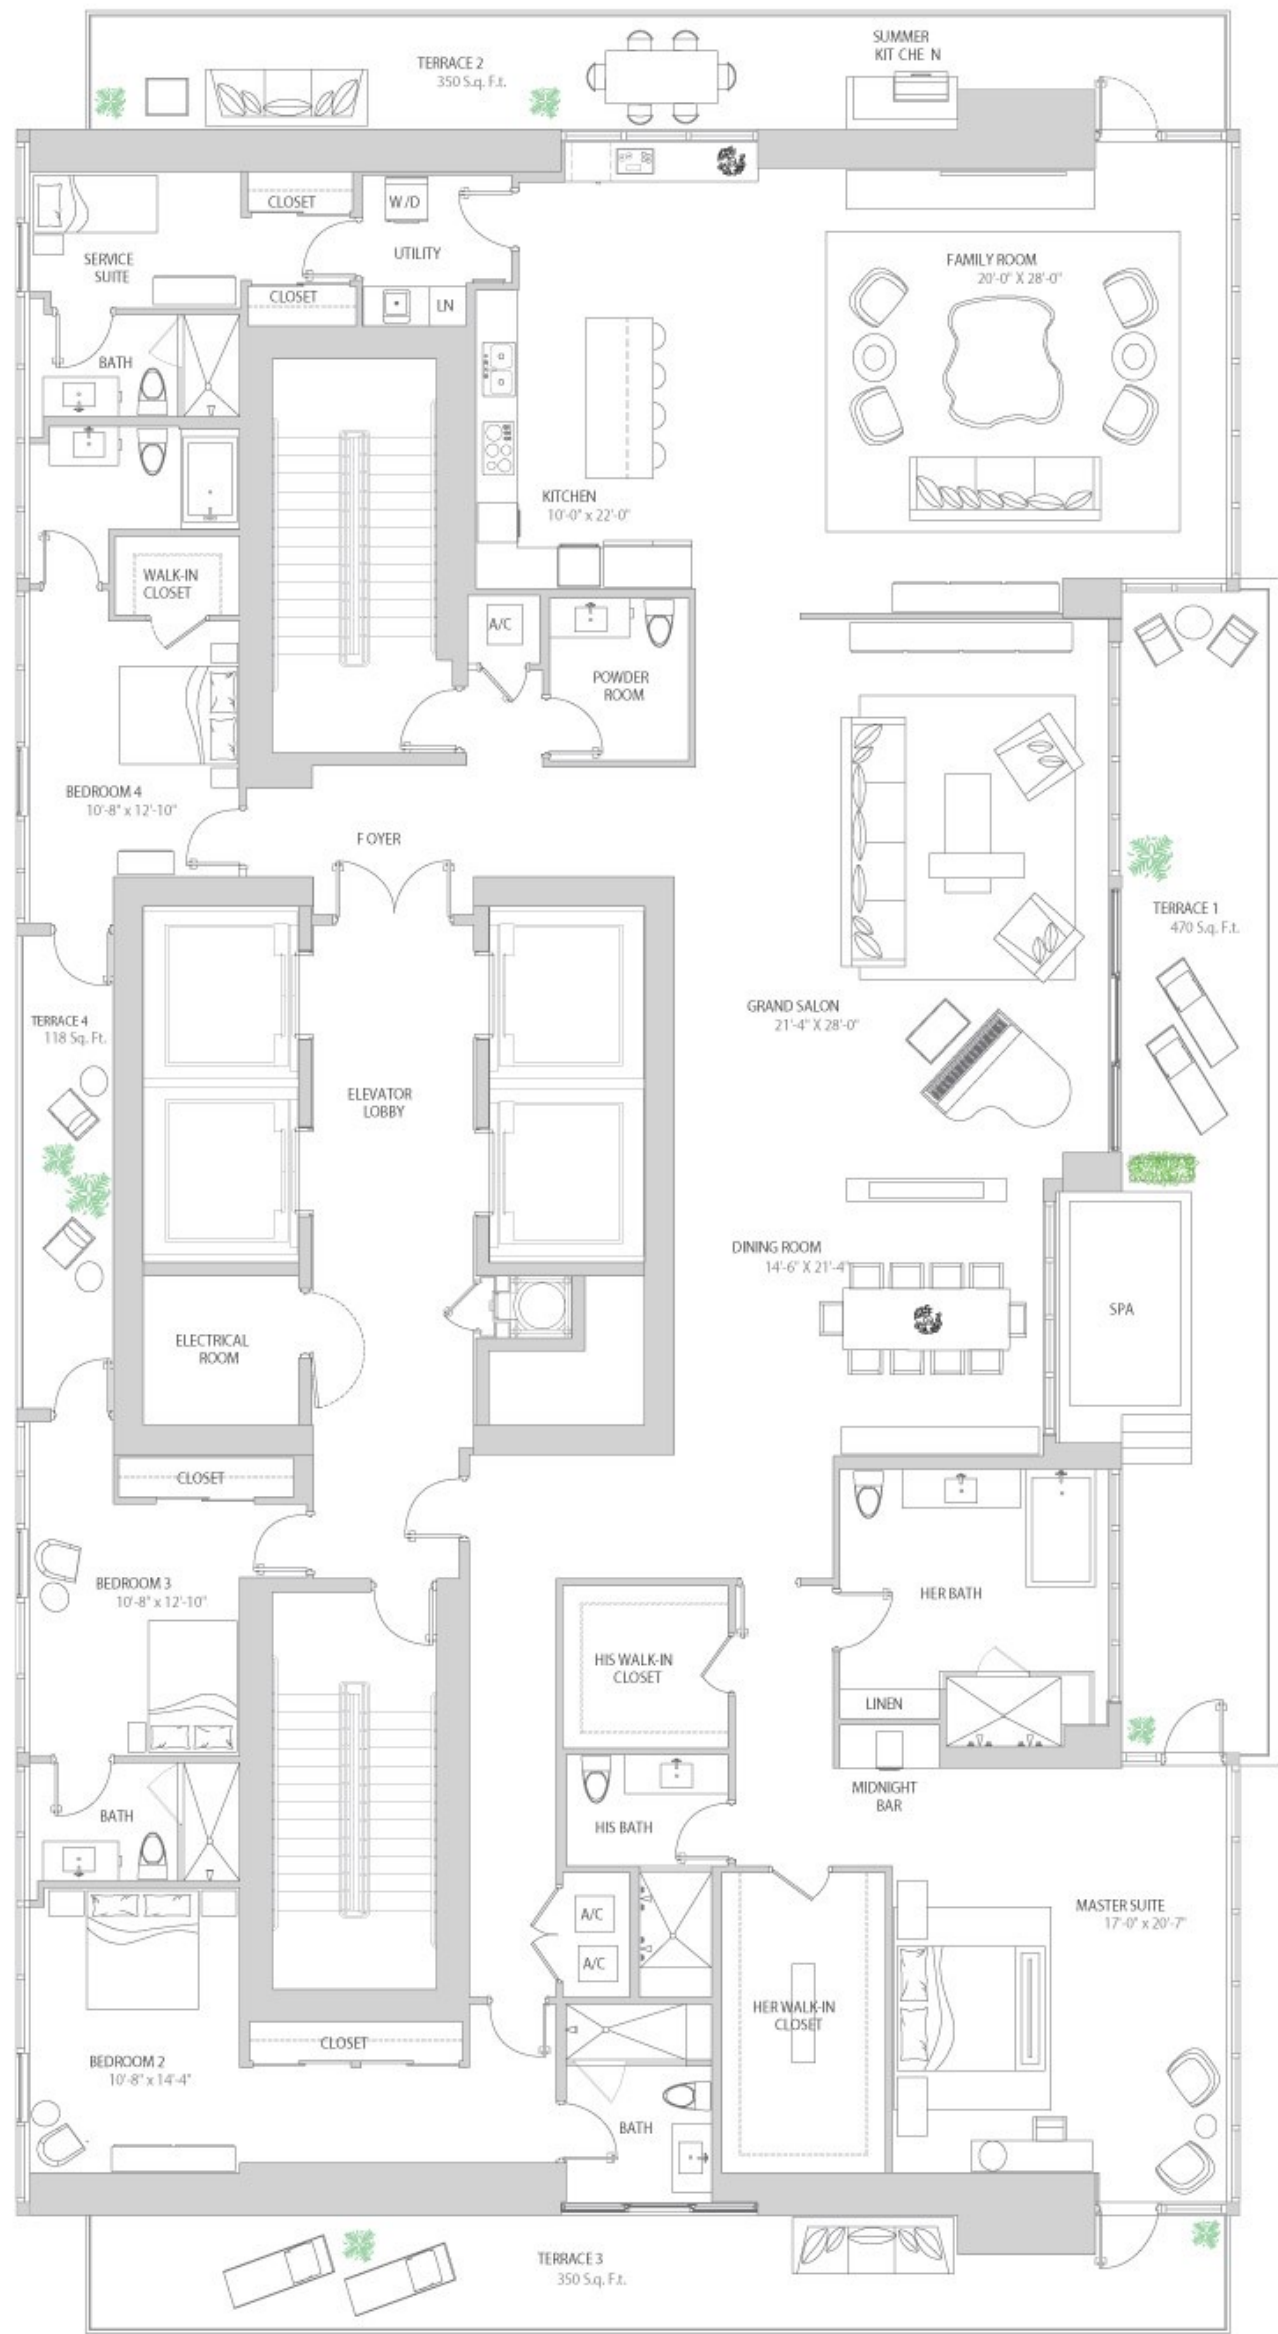 TERRACE 2
350 S.q. F.t.
SUMMER
KIT CHE N
CLOSET
W/D
UTILITY
SERVICE
SUITE
CLOSET
LN
FAMILY ROOM
20'-0" X 28'-0"
BATH
KITCHEN
10'-0" x 22'-0"
WALK-IN
CLOSET
A/C
POWDER
ROOM
BEDROOM 4
10'-8" x 12'-10"
F OYER
TERRACE 1
470 S.q. F.t.
GRAND SALON
21'-4" X 28'-0"
TERRACE 4
118 Sq. Ft.
ELEVATOR
LOBBY
DINING ROOM
14'-6" X 21'-4"
SPA
ELECTRICAL
ROOM
CLOSET
BEDROOM 3
10'-8" x 12'-10"
HER BATH
HIS WALK-IN
CLOSET
LINEN
MIDNIGHT
BAR
BATH
HIS BATH
MASTER SUITE
17'-0" x 20'-7"
A/C
A/C
HER WALK-IN
CLOSET
CLOSET
BEDROOM 2
10'-8" x 14'-4"
BATH
TERRACE 3
350 S.q. F.t.